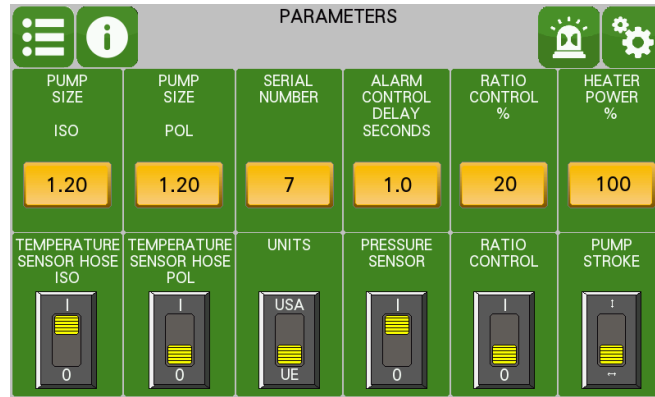 PARAMETERS
PUMP
SIZE
ISO
PUMP
SIZE
POL
SERIAL
NUMBER
ALARM
CONTROL
DELAY
SECONDS
RATIO
CONTROL
%
HEATER
POWER
%
1.20
1.20
7
1.0
20
100
TEMPERATURE
SENSOR HOSE
ISO
TEMPERATURE
SENSOR HOSE
POL
UNITS
PRESSURE
SENSOR
RATIO
CONTROL
PUMP
STROKE
I
0
I
0
USA
UE
I
0
I
0
↕
↔